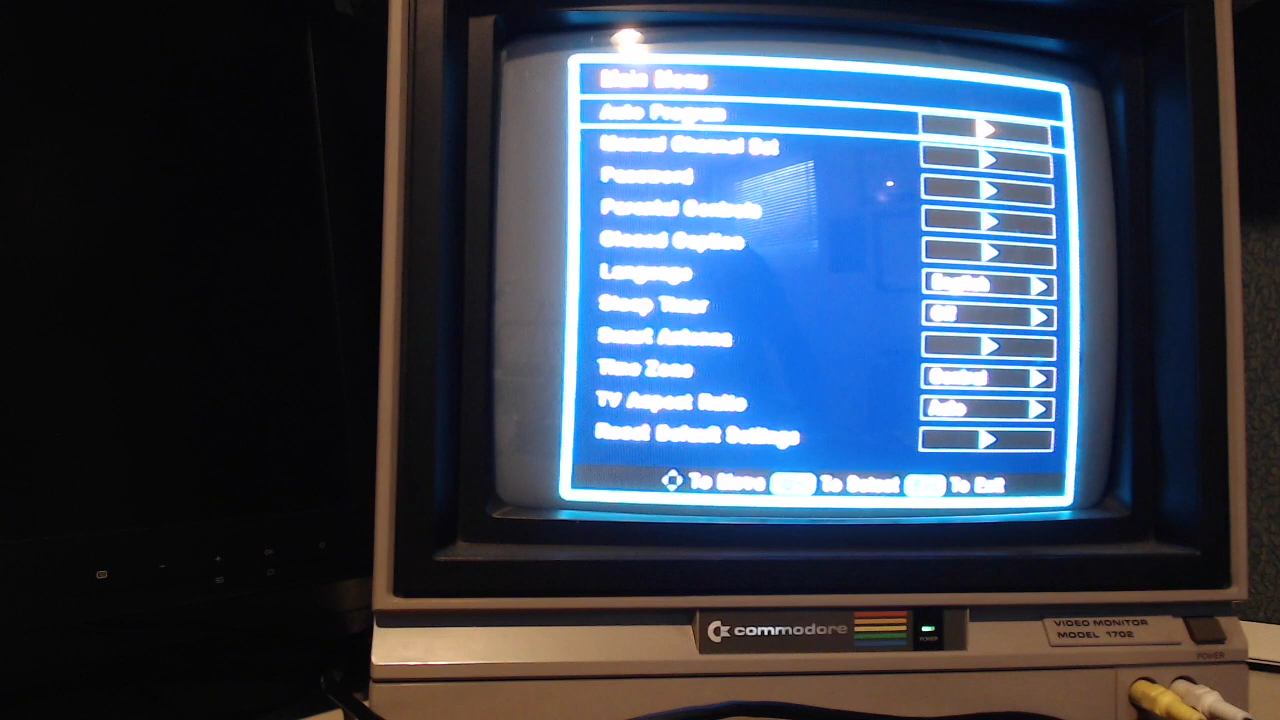 Main Menu
Auto Program
Manual Channel Set
Password
Parental Controls
Closed Caption
Language English
Sleep Timer Off
Smart Antenna
Time Zone Central
TV Aspect Ratio Auto
Reset Default Settings
To Move To Select To Exit
commodore
POWER
VIDEO MONITOR
MODEL 1702
POWER